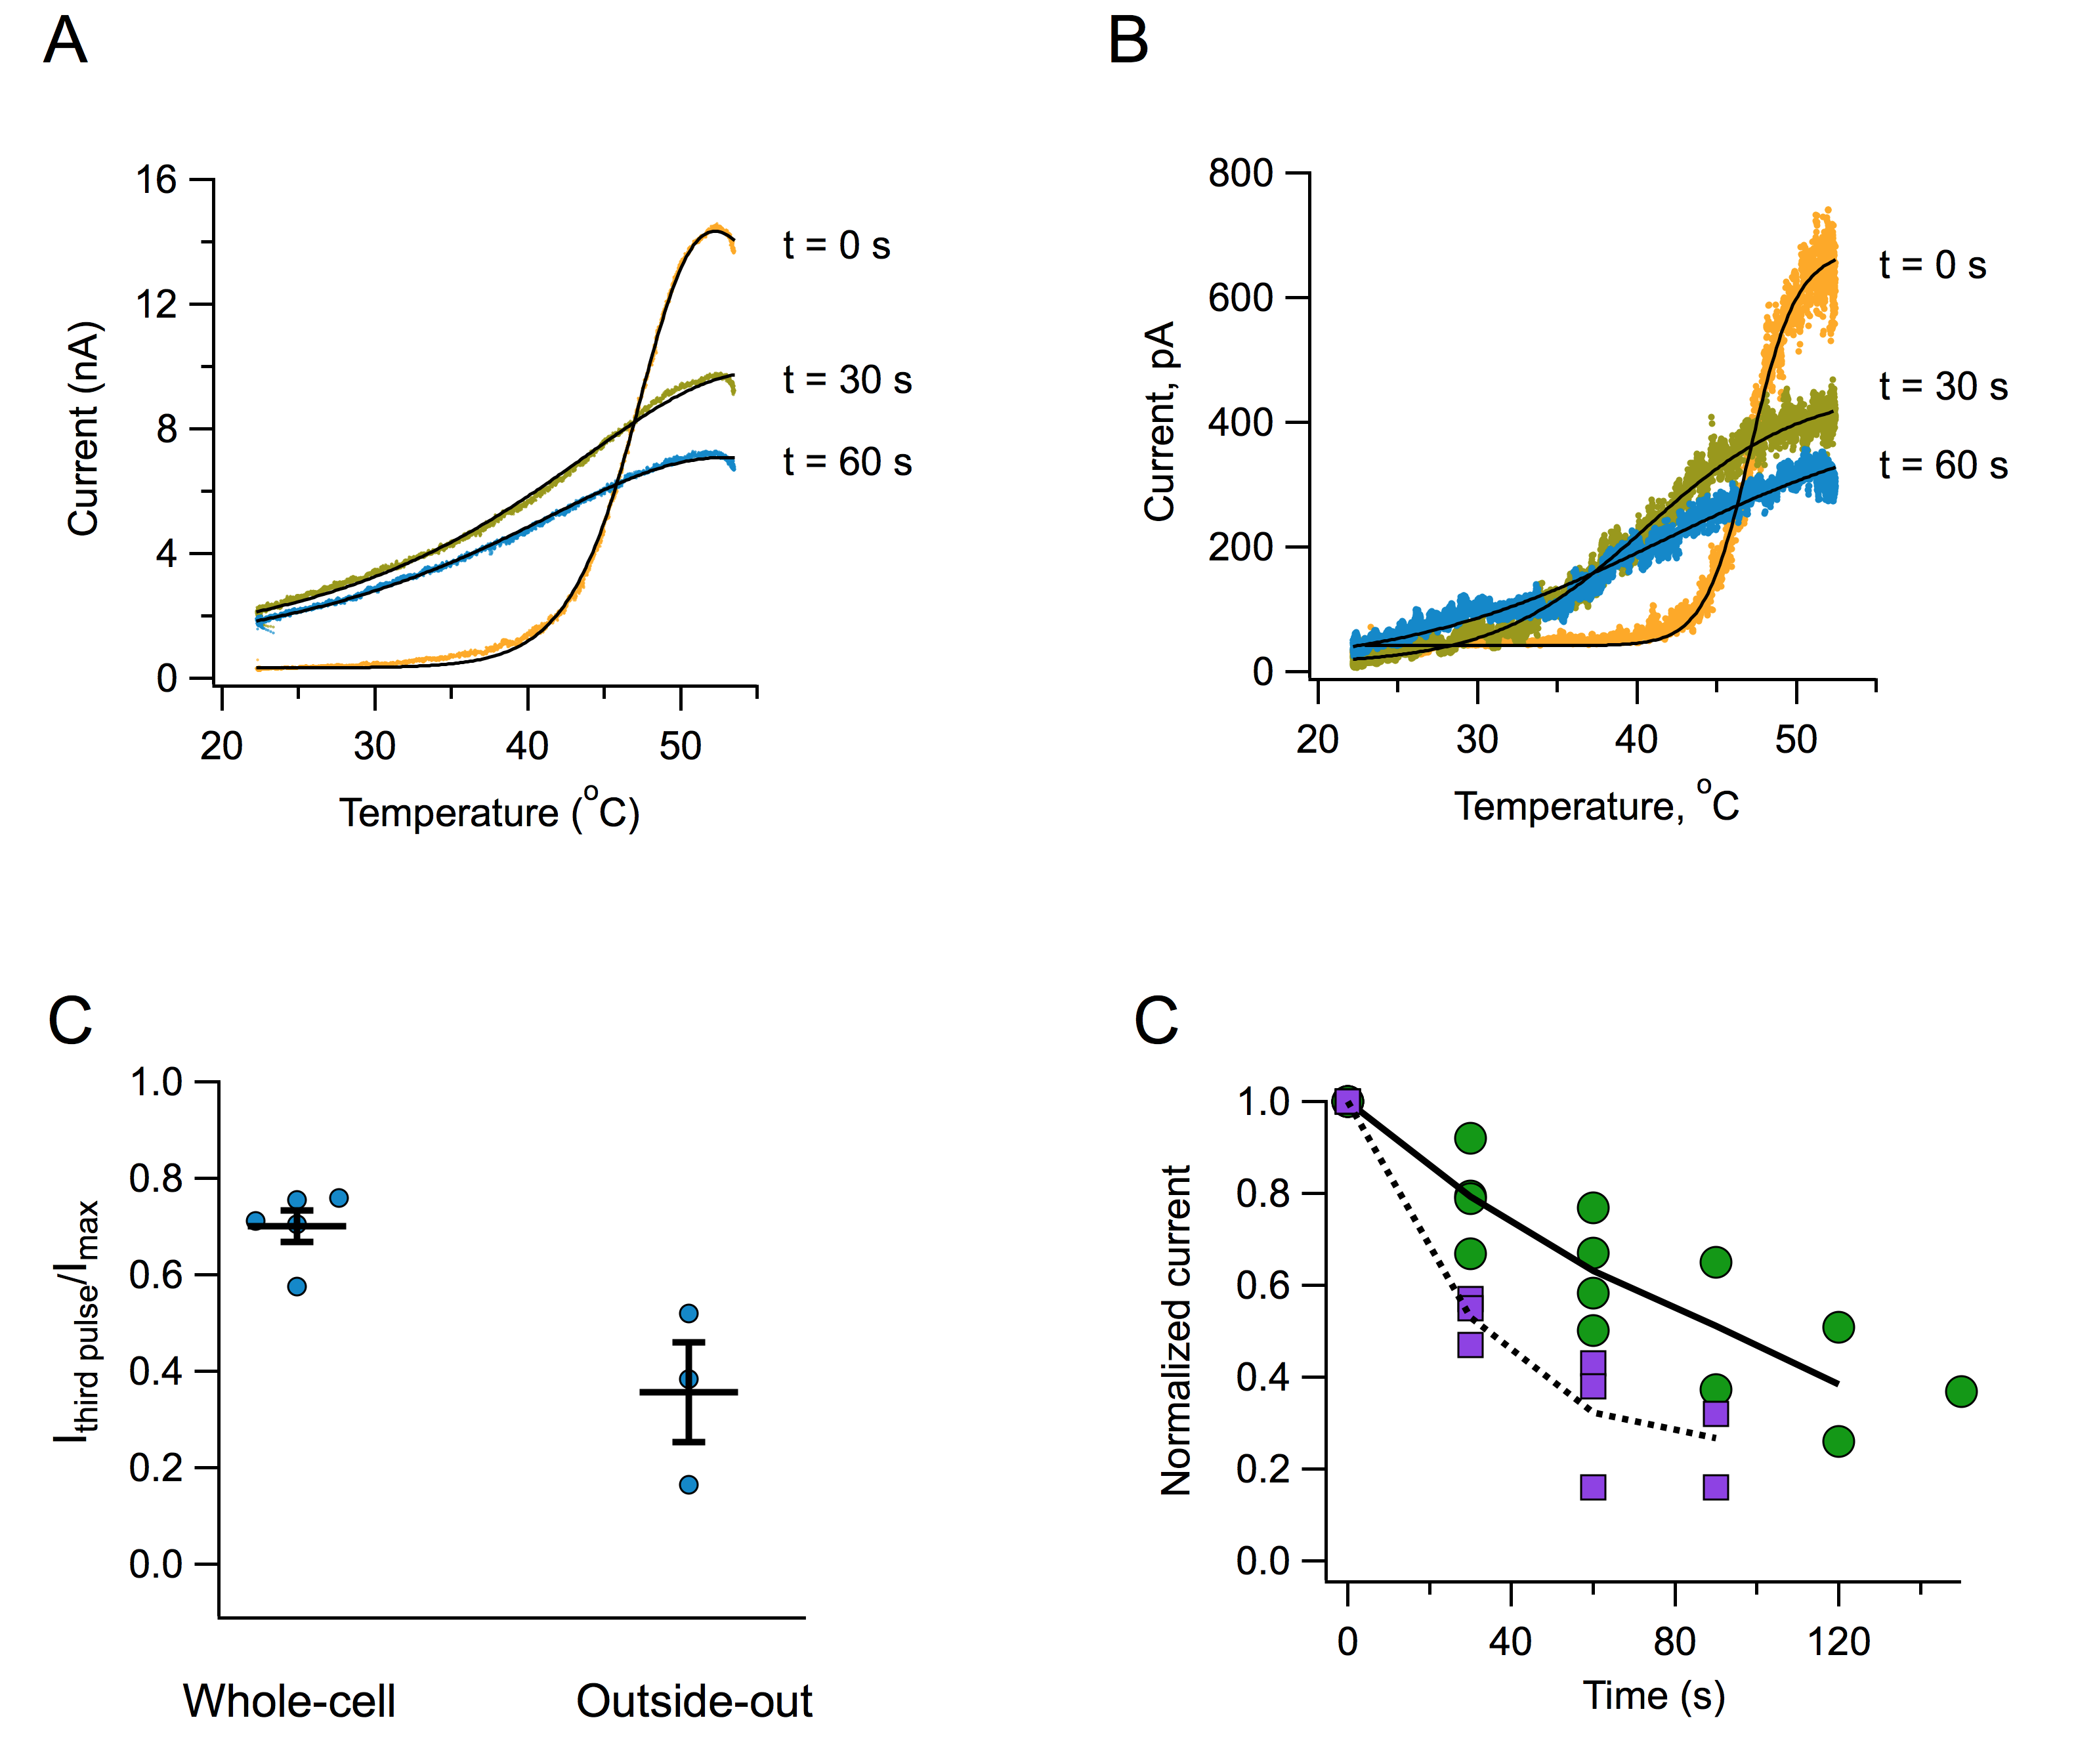 A
B
16
12
8
4
0
Current (nA)
t = 0 s
t = 30 s
t = 60 s
20 30 40 50
Temperature (°C)
800
600
400
200
0
Current, pA
t = 0 s
t = 30 s
t = 60 s
20 30 40 50
Temperature, °C
C
1.0
0.8
0.6
0.4
0.2
0.0
Ithird pulse/Imax
Whole-cell Outside-out
C
1.0
0.8
0.6
0.4
0.2
0.0
Normalized current
0 40 80 120
Time (s)